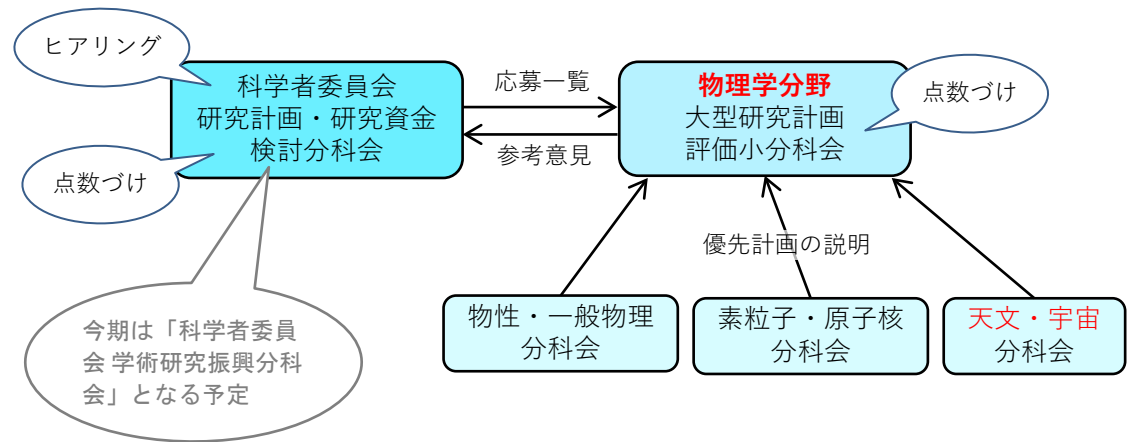 ヒアリング
科学者委員会
研究計画・研究資金
検討分科会
点数づけ
応募一覧
参考意見
物理学分野
大型研究計画
評価小分科会
点数づけ
優先計画の説明
今期は「科学者委員
会 学術研究振興分科
会」となる予定
物性・一般物理
分科会
素粒子・原子核
分科会
天文・宇宙
分科会